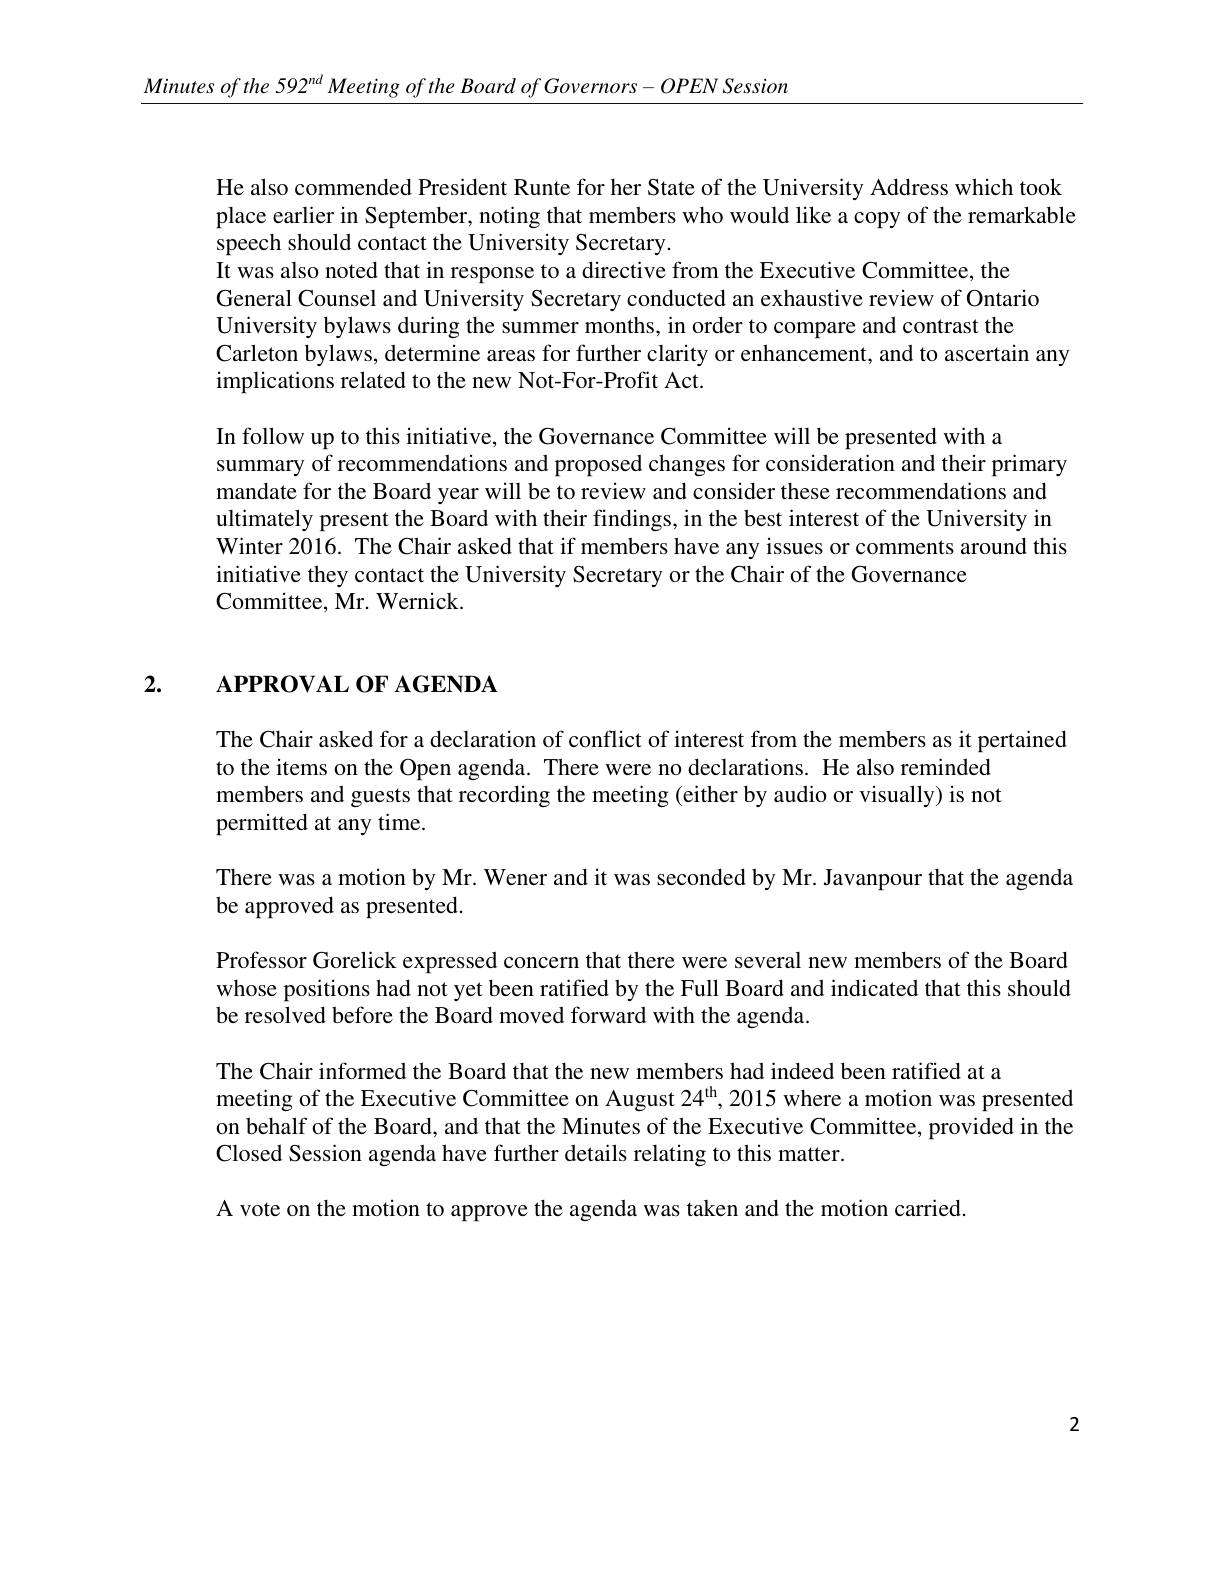 Minutes of the 592nd Meeting of the Board of Governors – OPEN Session
He also commended President Runte for her State of the University Address which took
place earlier in September, noting that members who would like a copy of the remarkable
speech should contact the University Secretary.
It was also noted that in response to a directive from the Executive Committee, the
General Counsel and University Secretary conducted an exhaustive review of Ontario
University bylaws during the summer months, in order to compare and contrast the
Carleton bylaws, determine areas for further clarity or enhancement, and to ascertain any
implications related to the new Not-For-Profit Act.
In follow up to this initiative, the Governance Committee will be presented with a
summary of recommendations and proposed changes for consideration and their primary
mandate for the Board year will be to review and consider these recommendations and
ultimately present the Board with their findings, in the best interest of the University in
Winter 2016.  The Chair asked that if members have any issues or comments around this
initiative they contact the University Secretary or the Chair of the Governance
Committee, Mr. Wernick.
2. APPROVAL OF AGENDA
The Chair asked for a declaration of conflict of interest from the members as it pertained
to the items on the Open agenda.  There were no declarations.  He also reminded
members and guests that recording the meeting (either by audio or visually) is not
permitted at any time.
There was a motion by Mr. Wener and it was seconded by Mr. Javanpour that the agenda
be approved as presented.
Professor Gorelick expressed concern that there were several new members of the Board
whose positions had not yet been ratified by the Full Board and indicated that this should
be resolved before the Board moved forward with the agenda.
The Chair informed the Board that the new members had indeed been ratified at a
meeting of the Executive Committee on August 24th, 2015 where a motion was presented
on behalf of the Board, and that the Minutes of the Executive Committee, provided in the
Closed Session agenda have further details relating to this matter.
A vote on the motion to approve the agenda was taken and the motion carried.
2